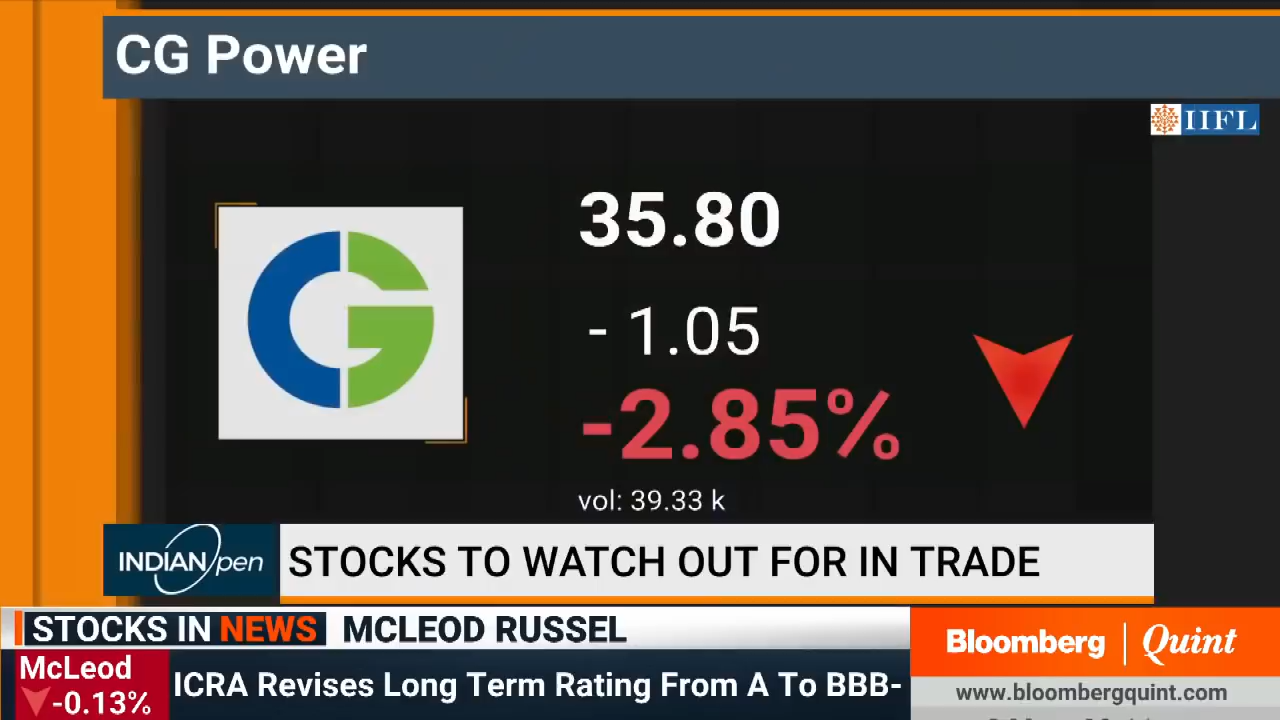 CG Power
IIFL
35.80
- 1.05
-2.85%
vol: 39.33 k
INDIAN Open
STOCKS TO WATCH OUT FOR IN TRADE
STOCKS IN NEWS MCLEOD RUSSEL
McLeod
-0.13%
ICRA Revises Long Term Rating From A To BBB-
Bloomberg | Quint
www.bloombergquint.com